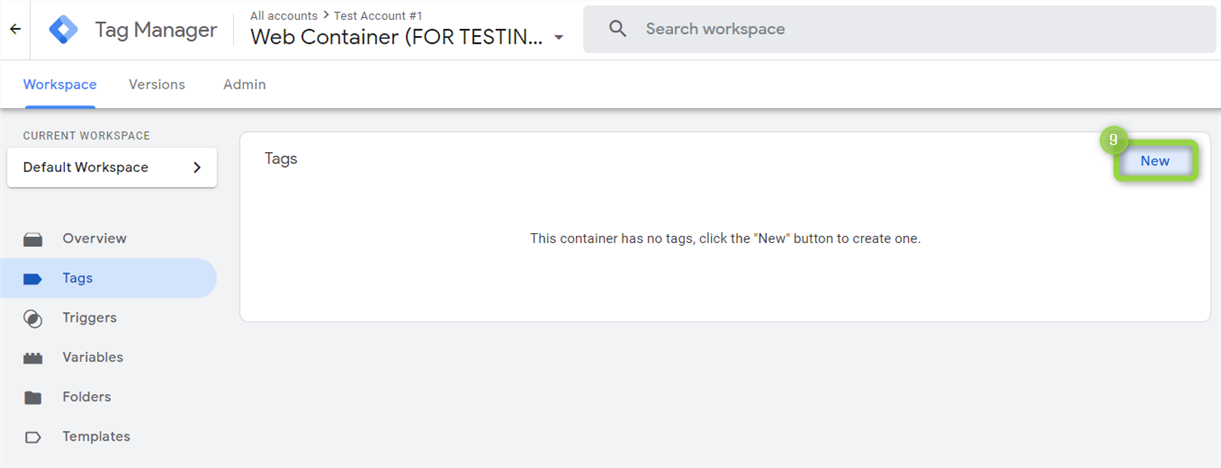 All accounts > Test Account #1
Tag Manager
Web Container (FOR TESTIN...
Search workspace
Workspace
Versions
Admin
CURRENT WORKSPACE
Default Workspace
Overview
Tags
Triggers
Variables
Folders
Templates
Tags
9
New
This container has no tags, click the "New" button to create one.